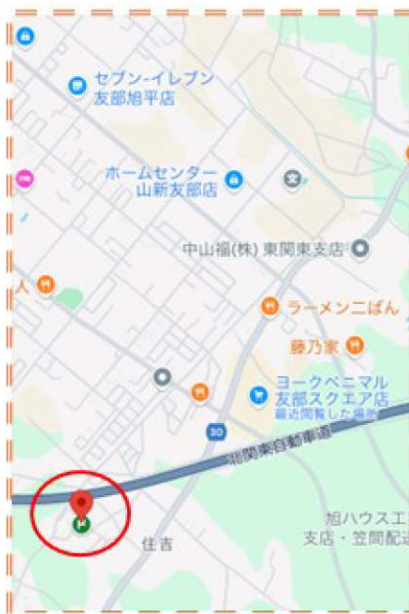 セブン-イレブン
友部旭平店
ホームセンター
山新友部店
文
中山福(株) 東関東支店
人
ラーメン二ばん
藤乃家
ヨークベニマル
友部スクエア店
最近閲覧した場所
30
北関東自動車道
旭ハウス工
支店・笠間配送
住吉